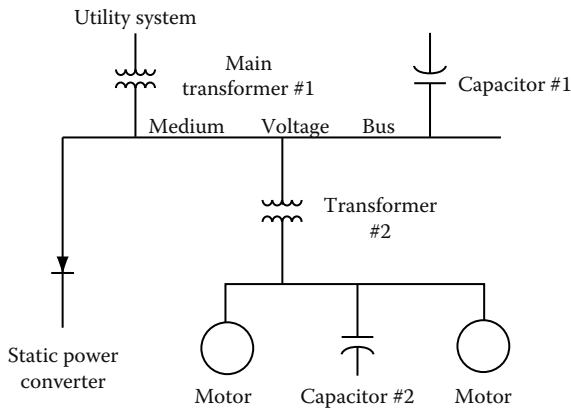 Utility system
Main
transformer #1
Capacitor #1
Medium Voltage Bus
Transformer
#2
Static power
converter
Motor
Capacitor #2
Motor